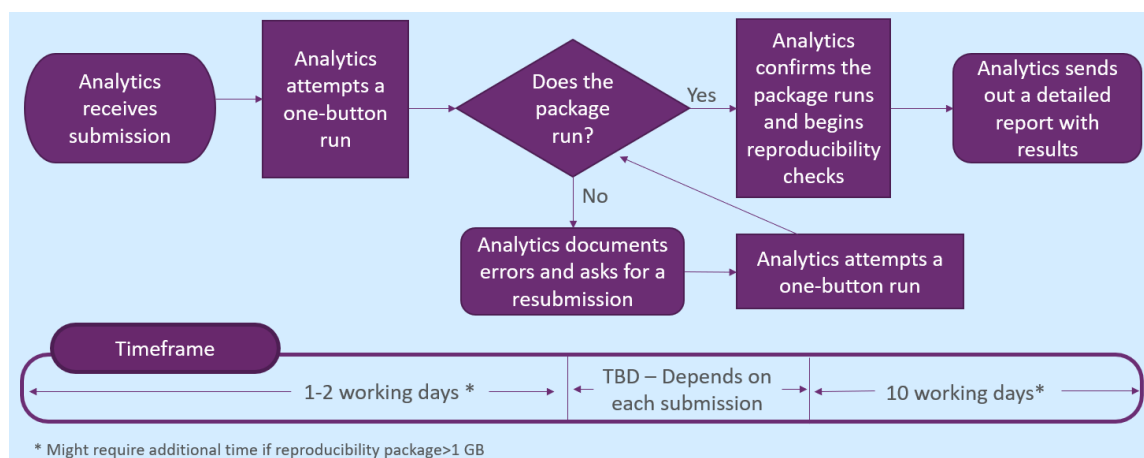 Analytics
receives
submission
Analytics
attempts a
one-button
run
Does the
package
run?
Yes
Analytics
confirms the
package runs
and begins
reproducibility
checks
Analytics sends
out a detailed
report with
results
No
Analytics documents
errors and asks for a
resubmission
Analytics attempts a
one-button run
Timeframe
1-2 working days *
TBD – Depends on
each submission
10 working days*
* Might require additional time if reproducibility package>1 GB